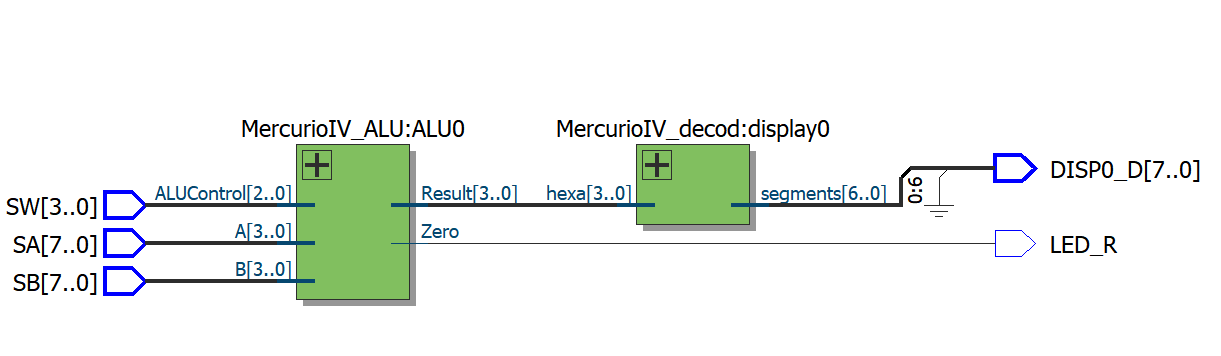 MercurioIV_ALU:ALU0
MercurioIV_decod:display0
SW[3..0]
ALUControl[2..0]
Result[3..0]
hexa[3..0]
segments[6..0]
0:6
DISP0_D[7..0]
SA[7..0]
A[3..0]
Zero
LED_R
SB[7..0]
B[3..0]